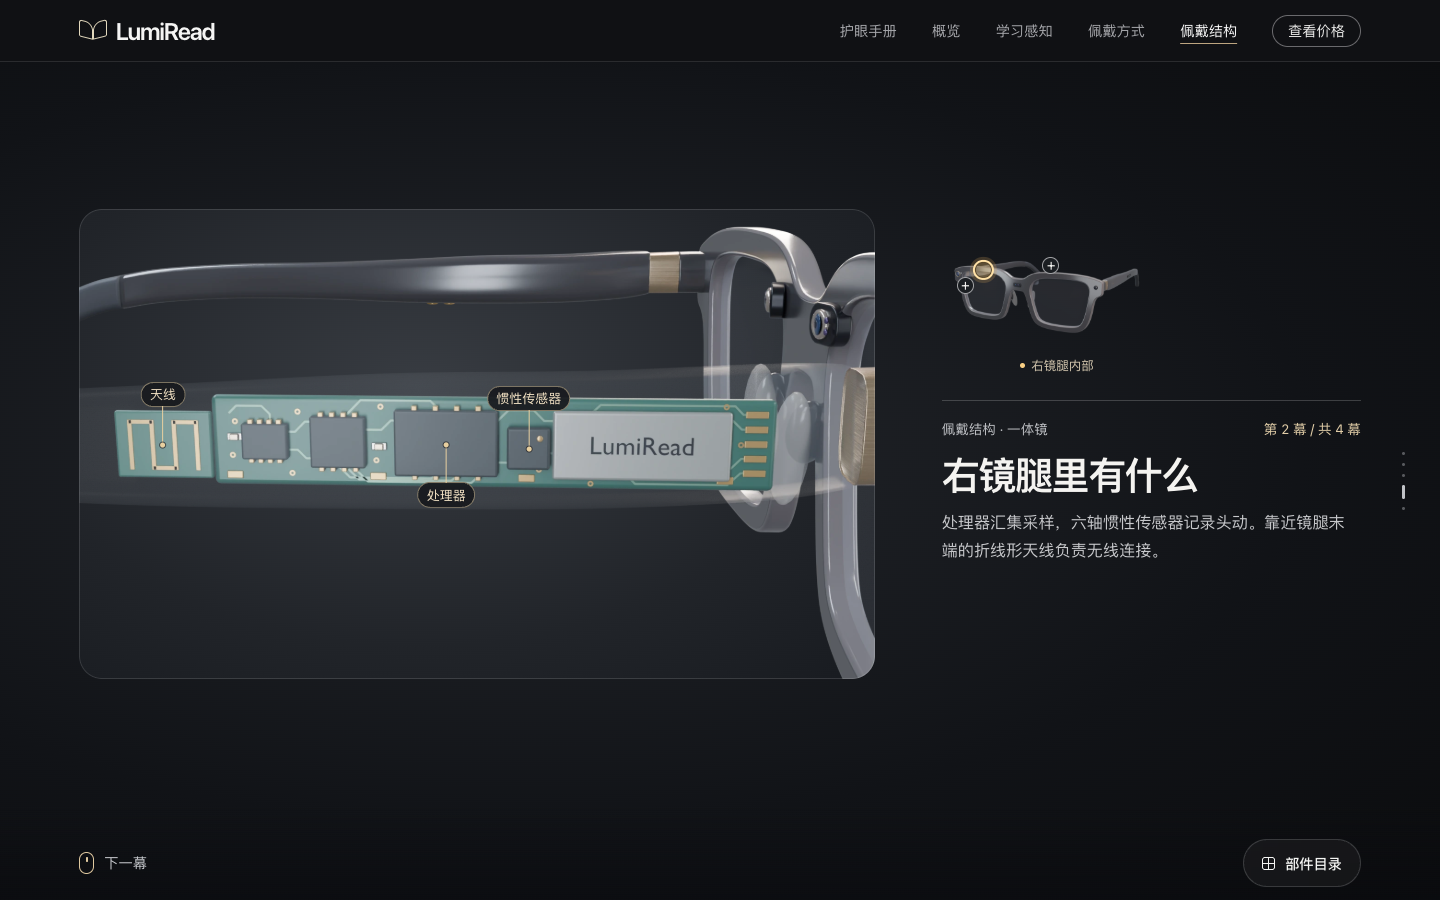 LumiRead
护眼手册
概览
学习感知
佩戴方式
佩戴结构
查看价格
天线
惯性传感器
LumiRead
处理器
右镜腿内部
佩戴结构 · 一体镜
第 2 幕 / 共 4 幕
右镜腿里有什么
处理器汇集采样，六轴惯性传感器记录头动。靠近镜腿末
端的折线形天线负责无线连接。
下一幕
部件目录